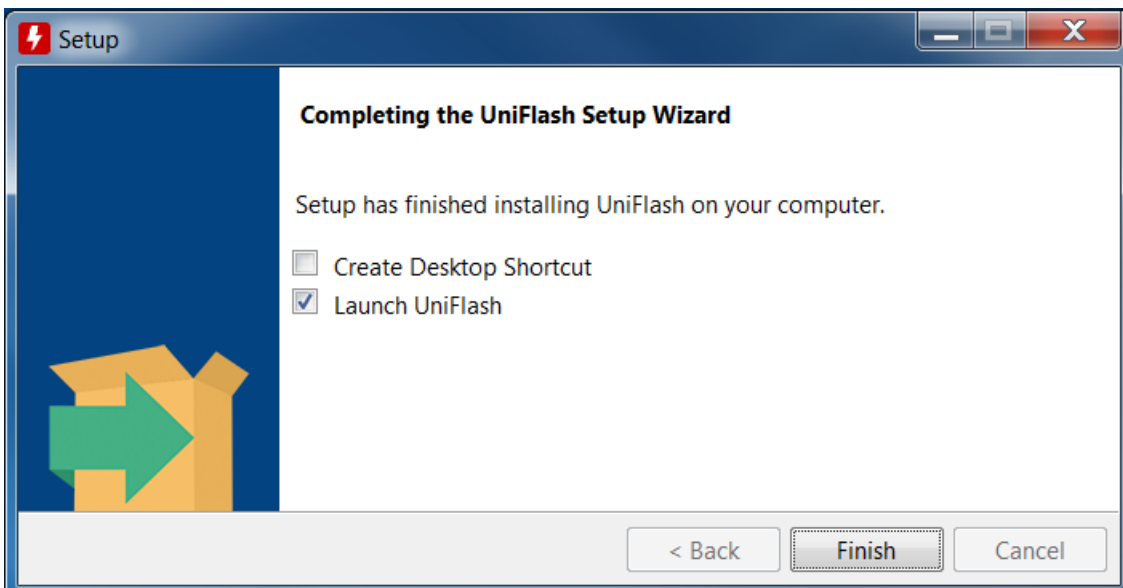 Setup
Completing the UniFlash Setup Wizard
Setup has finished installing UniFlash on your computer.
Create Desktop Shortcut
Launch UniFlash
< Back Finish Cancel